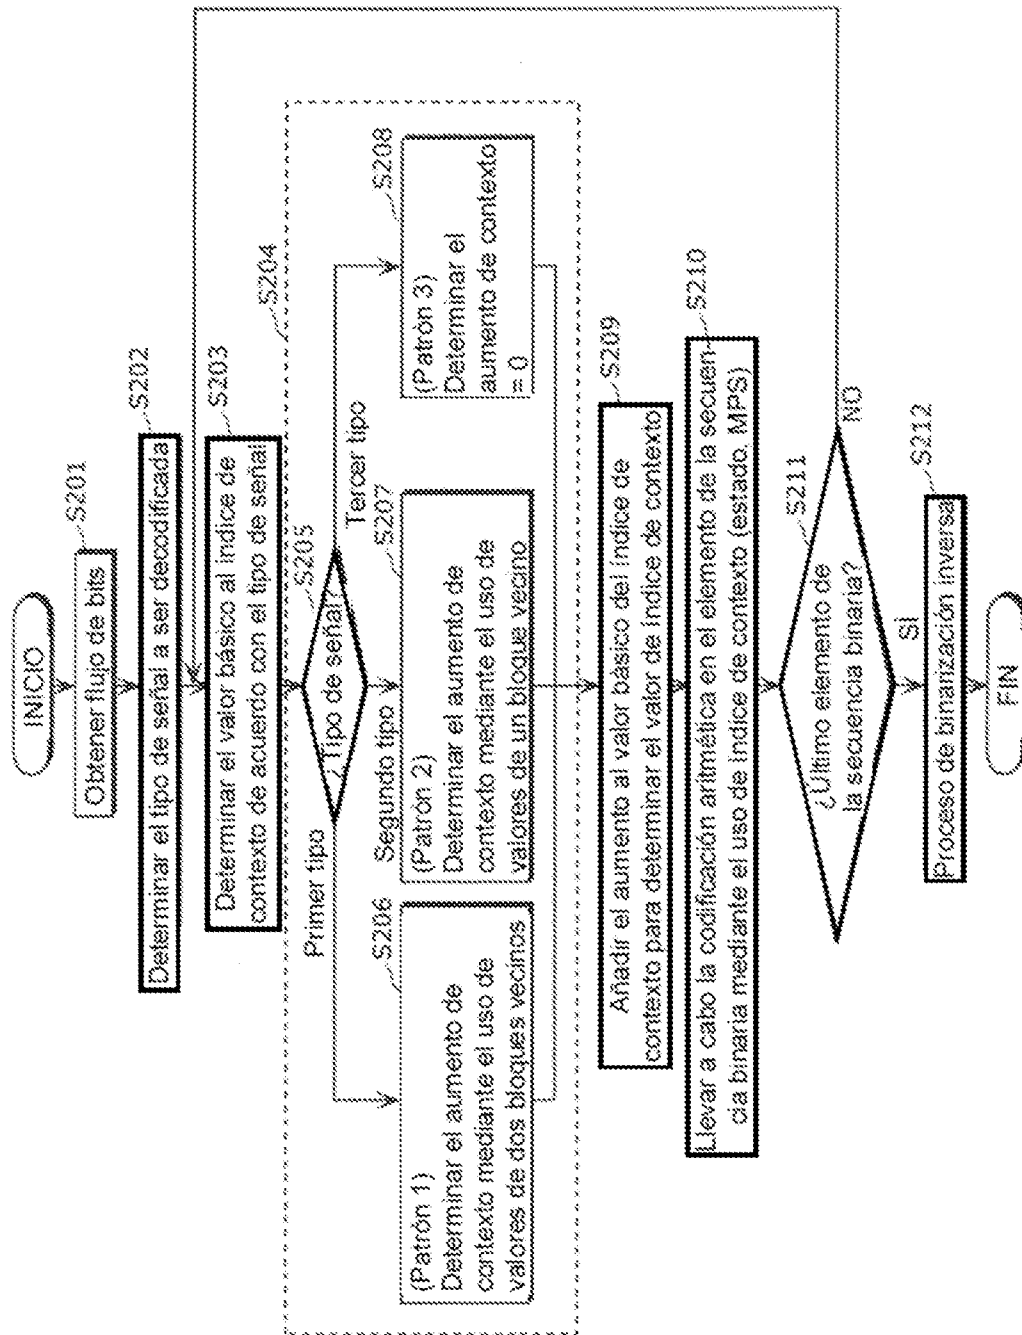 INICIO
S201
Obtener flujo de bits
S202
Determinar el tipo de señal a ser decodificada
S203
Determinar el valor básico al índice de
contexto de acuerdo con el tipo de señal
S204
S205
¿Tipo de señal?
Primer tipo
Segundo tipo
Tercer tipo
S206
(Patrón 1)
Determinar el aumento de
contexto mediante el uso de
valores de dos bloques vecinos
S207
(Patrón 2)
Determinar el aumento de
contexto mediante el uso de
valores de un bloque vecino
S208
(Patrón 3)
Determinar el
aumento de contexto
= 0
S209
Añadir el aumento al valor básico del índice de
contexto para determinar el valor de índice de contexto
S210
Llevar a cabo la codificación aritmética en el elemento de la secuen-
cia binaria mediante el uso de índice de contexto (estado. MPS)
S211
¿Último elemento de
la secuencia binaria?
NO
SÍ
S212
Proceso de binarización inversa
FIN